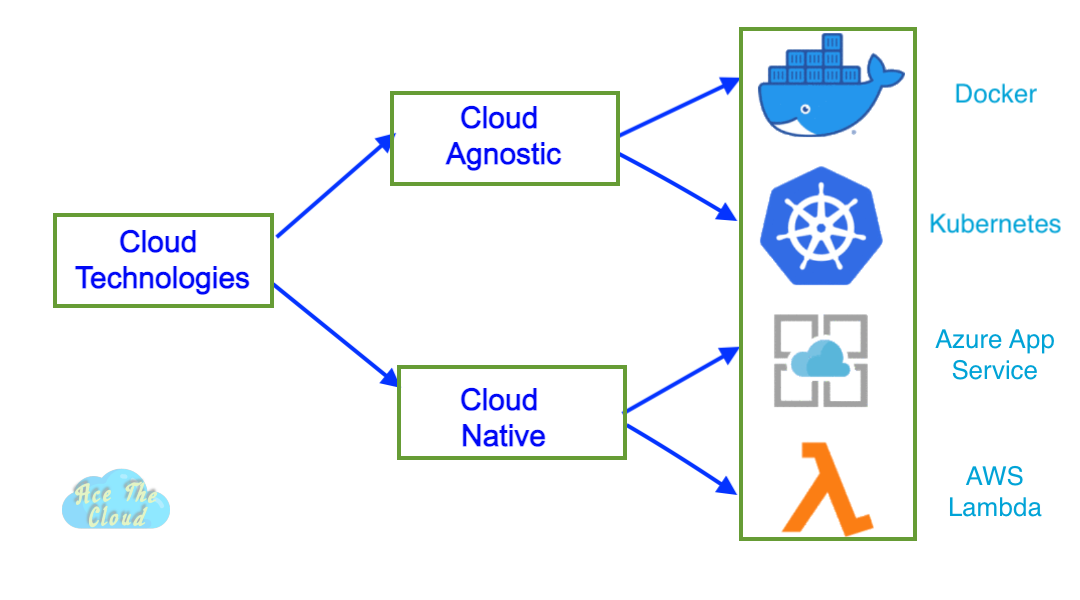 Cloud
Technologies
Cloud
Agnostic
Cloud
Native
Docker
Kubernetes
Azure App
Service
AWS
Lambda
Ace The
Cloud